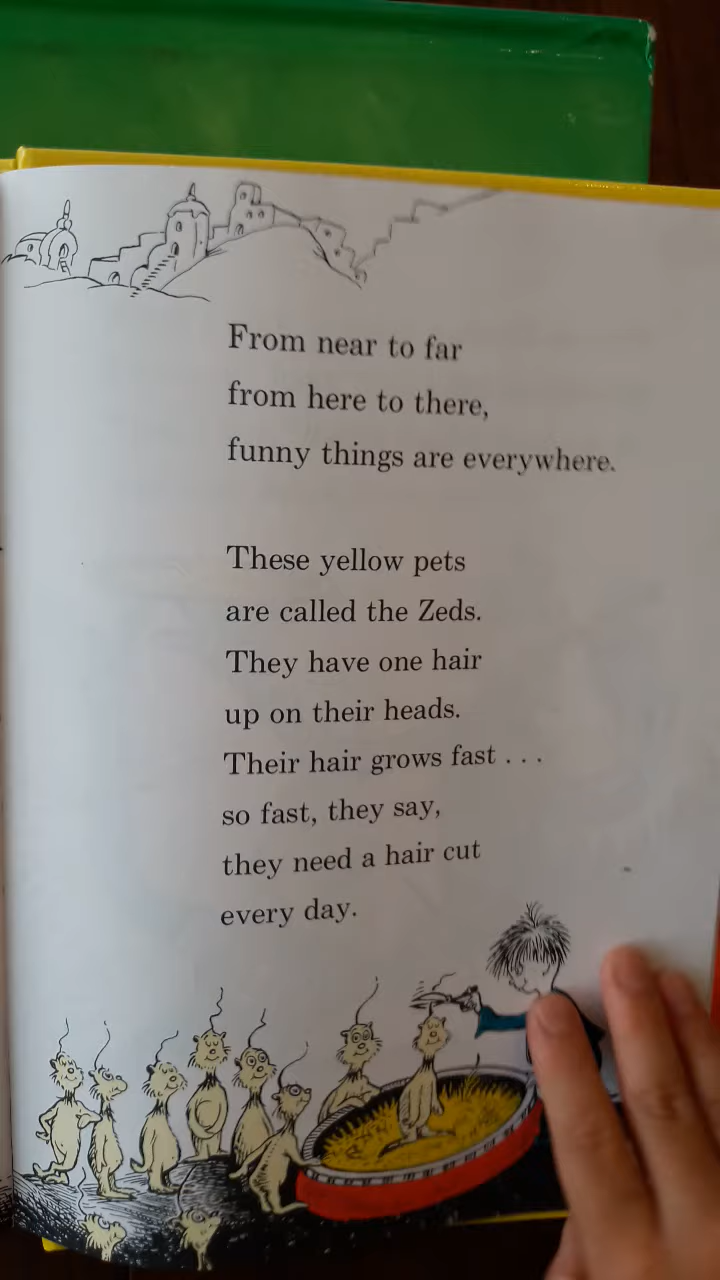 From near to far
from here to there,
funny things are everywhere.
These yellow pets
are called the Zeds.
They have one hair
up on their heads.
Their hair grows fast . . .
so fast, they say,
they need a hair cut
every day.